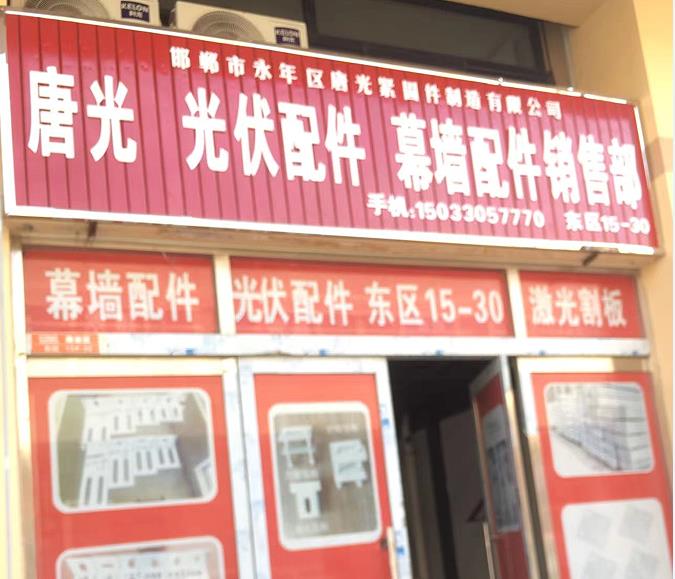 KELON
KELON
邯郸市永年区唐光紧固件制造有限公司
唐光 光伏配件 幕墙配件销售部
手机:15033057770 东区15-30
幕墙配件 光伏配件 东区15-30 激光割板